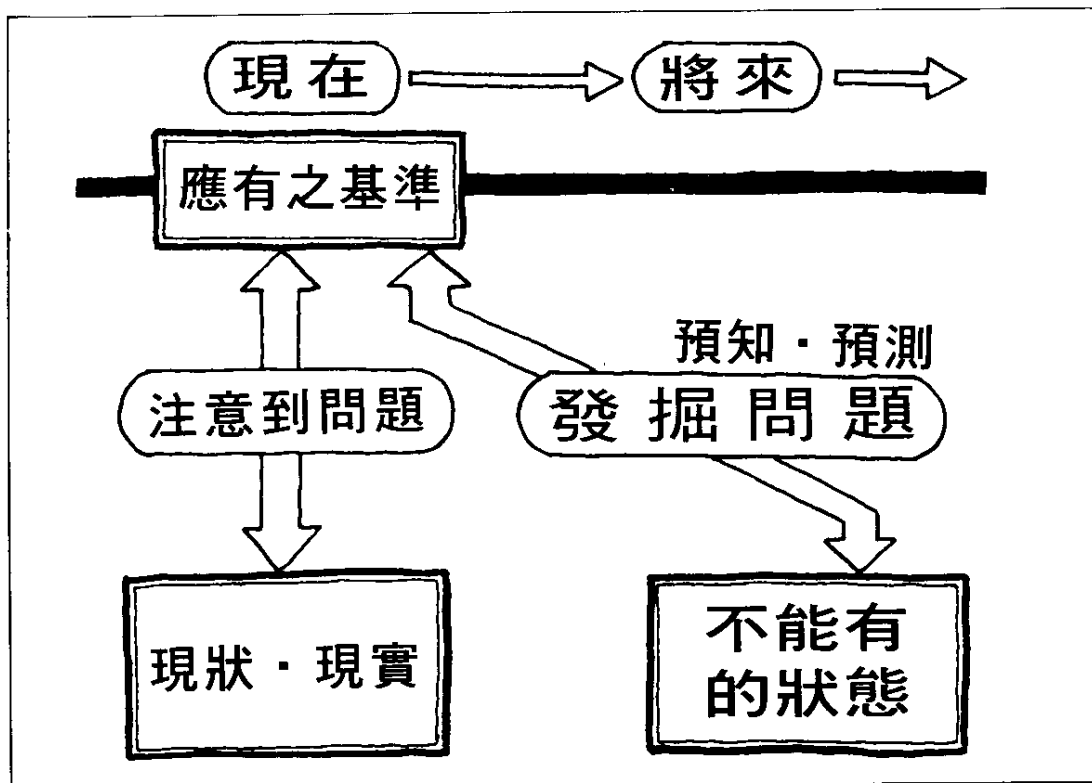 現在
將來
應有之基準
預知・預測
注意到問題
發掘問題
現狀・現實
不能有
的狀態